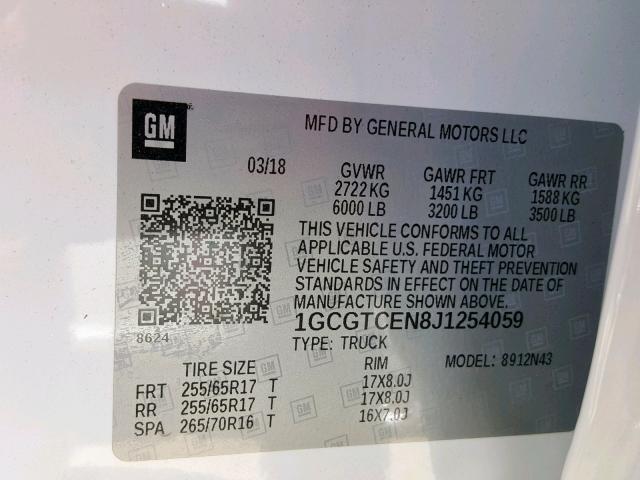 GM
MFD BY GENERAL MOTORS LLC
03/18 GVWR GAWR FRT GAWR RR
2722 KG 1451 KG 1588 KG
6000 LB 3200 LB 3500 LB
THIS VEHICLE CONFORMS TO ALL
APPLICABLE U.S. FEDERAL MOTOR
VEHICLE SAFETY AND THEFT PREVENTION
STANDARDS IN EFFECT ON THE DATE OF
MANUFACTURE SHOWN ABOVE.
1GCGTCEN8J1254059
8624
TYPE: TRUCK MODEL: 8912N43
TIRE SIZE RIM
FRT 255/65R17 T 17X8.0J
RR 255/65R17 T 17X8.0J
SPA 265/70R16 T 16X7.0J